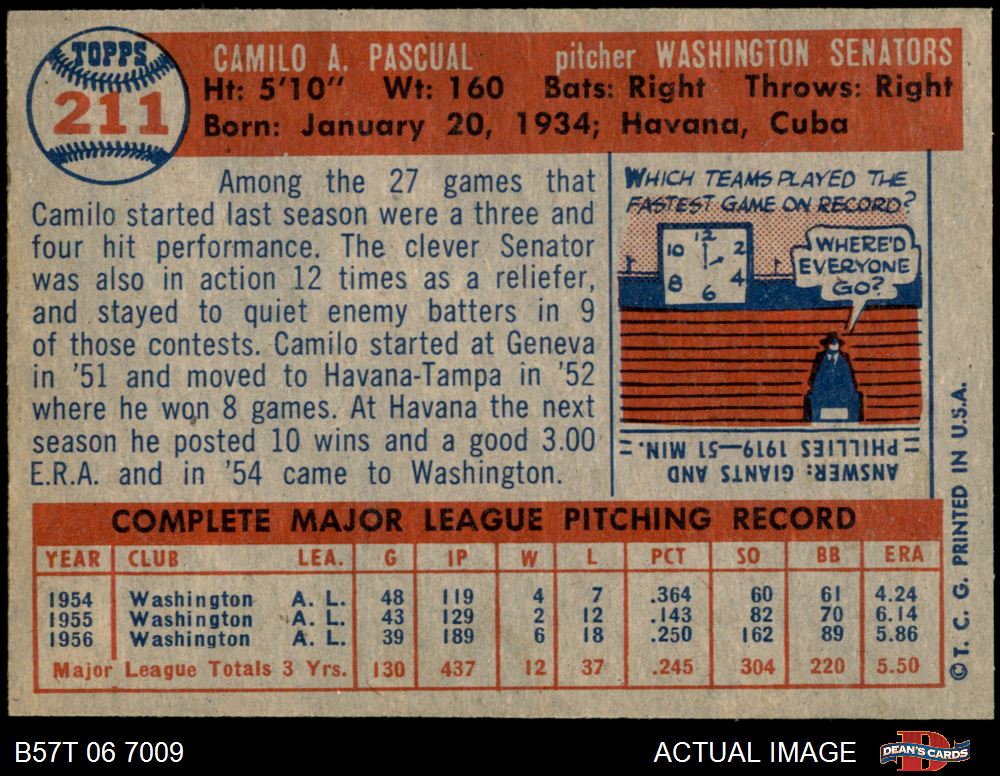 TOPPS
211
CAMILO A. PASCUAL pitcher WASHINGTON SENATORS
Ht: 5'10" Wt: 160 Bats: Right Throws: Right
Born: January 20, 1934; Havana, Cuba
Among the 27 games that
Camilo started last season were a three and
four hit performance. The clever Senator
was also in action 12 times as a reliefer,
and stayed to quiet enemy batters in 9
of those contests. Camilo started at Geneva
in '51 and moved to Havana-Tampa in '52
where he won 8 games. At Havana the next
season he posted 10 wins and a good 3.00
E.R.A. and in '54 came to Washington.
WHICH TEAMS PLAYED THE
FASTEST GAME ON RECORD?
12
10 2
8 4
6
WHERE'D
EVERYONE
GO?
ANSWER: GIANTS AND
PHILLIES 1919—51 MIN.
COMPLETE MAJOR LEAGUE PITCHING RECORD
YEAR CLUB LEA. G IP W L PCT SO BB ERA
1954 Washington A. L. 48 119 4 7 .364 60 61 4.24
1955 Washington A. L. 43 129 2 12 .143 82 70 6.14
1956 Washington A. L. 39 189 6 18 .250 162 89 5.86
Major League Totals 3 Yrs. 130 437 12 37 .245 304 220 5.50
©T. C. G. PRINTED IN U.S.A.
B57T 06 7009 ACTUAL IMAGE
D
DEAN'S CARDS